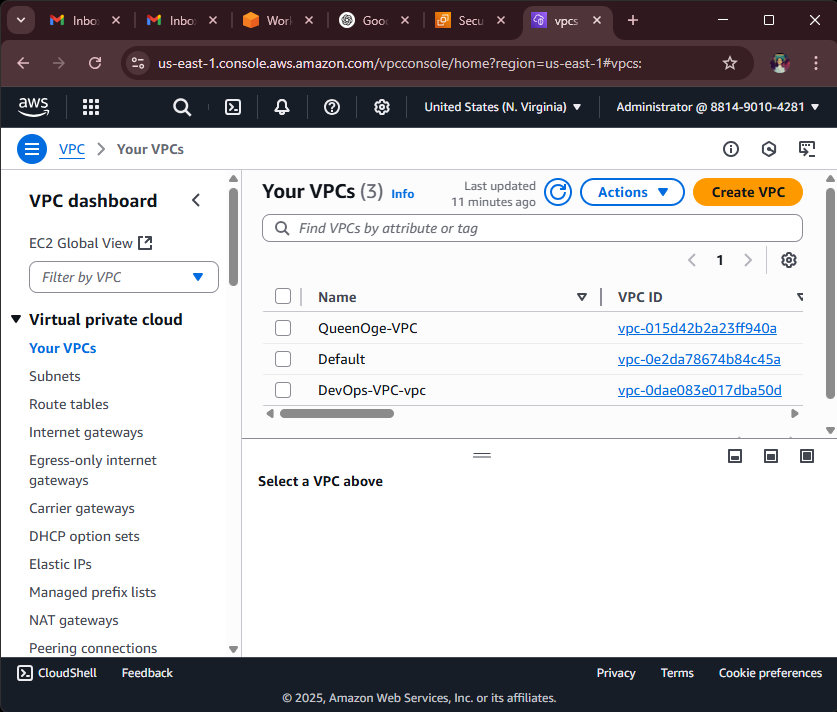 Inbo
Inbo
Work
Goo
Secu
vpcs
us-east-1.console.aws.amazon.com/vpcconsole/home?region=us-east-1#vpcs:
aws
United States (N. Virginia)
Administrator @ 8814-9010-4281
VPC
Your VPCs
VPC dashboard
EC2 Global View
Filter by VPC
Virtual private cloud
Your VPCs
Subnets
Route tables
Internet gateways
Egress-only internet
gateways
Carrier gateways
DHCP option sets
Elastic IPs
Managed prefix lists
NAT gateways
Peering connections
Your VPCs (3) Info
Last updated
11 minutes ago
Actions
Create VPC
Find VPCs by attribute or tag
1
Name VPC ID
QueenOge-VPC vpc-015d42b2a23ff940a
Default vpc-0e2da78674b84c45a
DevOps-VPC-vpc vpc-0dae083e017dba50d
Select a VPC above
CloudShell Feedback Privacy Terms Cookie preferences
© 2025, Amazon Web Services, Inc. or its affiliates.